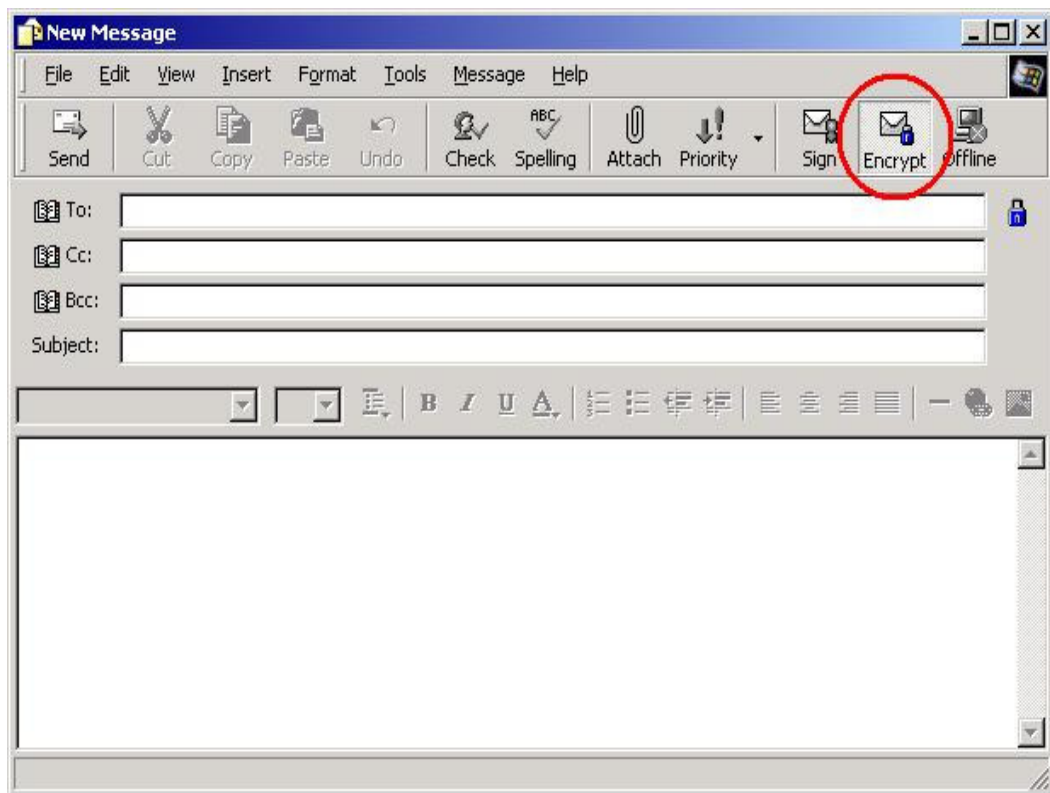 New Message
File Edit View Insert Format Tools Message Help
ABC
Send Cut Copy Paste Undo Check Spelling Attach Priority Sign Encrypt Offline
To:
Cc:
Bcc:
Subject:
B I U A